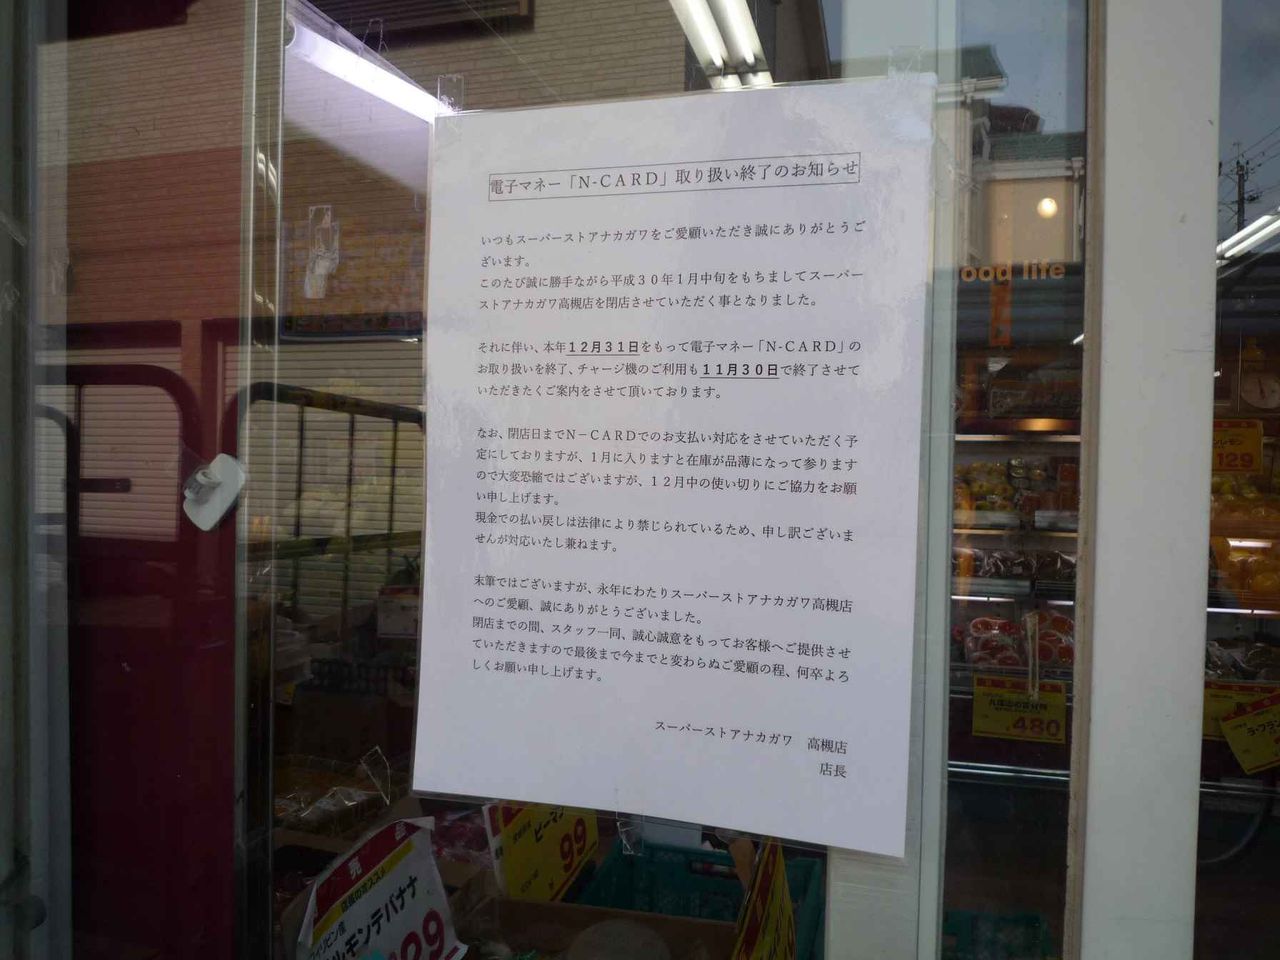 電子マネー「N-CARD」取り扱い終了のお知らせ
いつもスーパーストアナカガワをご愛顧いただき誠にありがとうご
ざいます。
このたび誠に勝手ながら平成３０年１月中旬をもちましてスーパー
ストアナカガワ高槻店を閉店させていただく事となりました。
それに伴い、本年１２月３１日をもって電子マネー「N-CARD」の
お取り扱いを終了、チャージ機のご利用も１１月３０日で終了させて
いただきたくご案内をさせて頂いております。
なお、閉店日までN－CARDでのお支払い対応をさせていただく予
定にしておりますが、１月に入りますと在庫が品薄になって参ります
ので大変恐縮ではございますが、１２月中の使い切りにご協力をお願
い申し上げます。
現金での払い戻しは法律により禁じられているため、申し訳ございま
せんが対応いたし兼ねます。
末筆ではございますが、永年にわたりスーパーストアナカガワ高槻店
へのご愛顧、誠にありがとうございました。
閉店までの間、スタッフ一同、誠心誠意をもってお客様へご提供させ
ていただきますので最後まで今までと変わらぬご愛顧の程、何卒よろ
しくお願い申し上げます。
スーパーストアナカガワ　高槻店
店長
ood life
レモン
129
480
ピーマン
99
フィリピン産
モンテバナナ